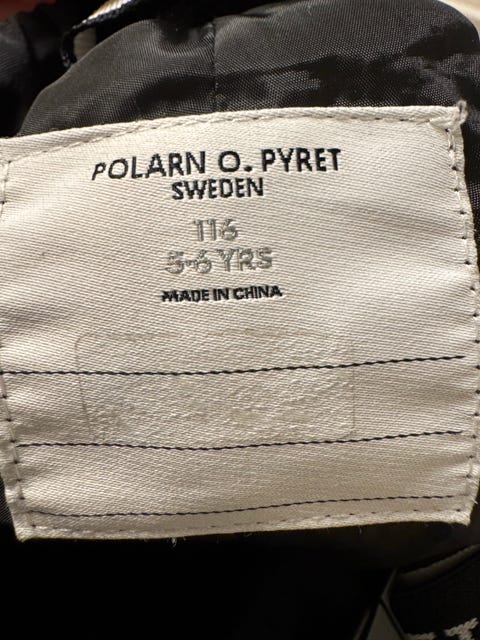 POLARN O. PYRET
SWEDEN
116
5-6 YRS
MADE IN CHINA